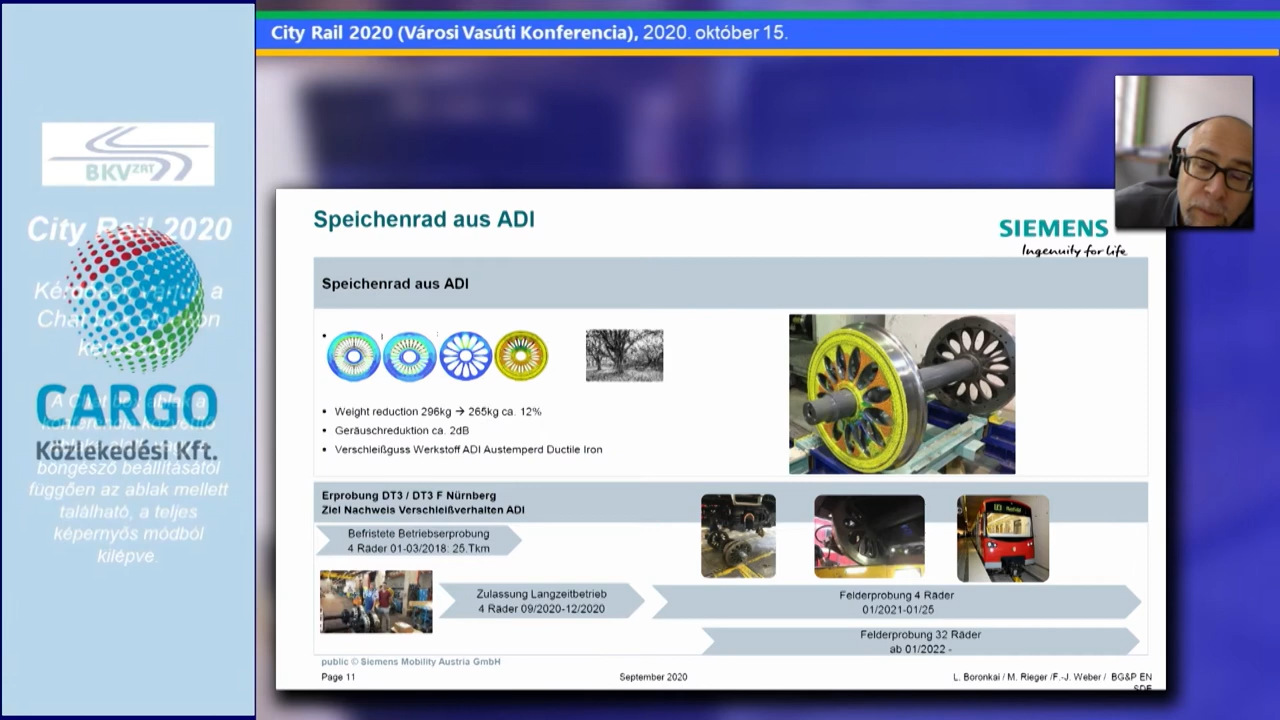 City Rail 2020 (Városi Vasúti Konferencia), 2020. október 15.
BKV ZRT
City Rail 2020
CARGO
Közlekedési Kft.
böngésző beállításától
függően az ablak mellett
található, a teljes
képernyős módból
kilépve.
Speichenrad aus ADI
SIEMENS
Ingenuity for life
Speichenrad aus ADI
• Weight reduction 296kg → 265kg ca. 12%
• Geräuschreduktion ca. 2dB
• Verschleißguss Werkstoff ADI Austemperd Ductile Iron
Erprobung DT3 / DT3 F Nürnberg
Ziel Nachweis Verschleißverhalten ADI
Befristete Betriebserprobung
4 Räder 01-03/2018: 25.Tkm
Zulassung Langzeitbetrieb
4 Räder 09/2020-12/2020
Felderprobung 4 Räder
01/2021-01/25
Felderprobung 32 Räder
ab 01/2022 -
public © Siemens Mobility Austria GmbH
Page 11
September 2020
L. Boronkai / M. Rieger /F.-J. Weber / BG&P EN
SDE